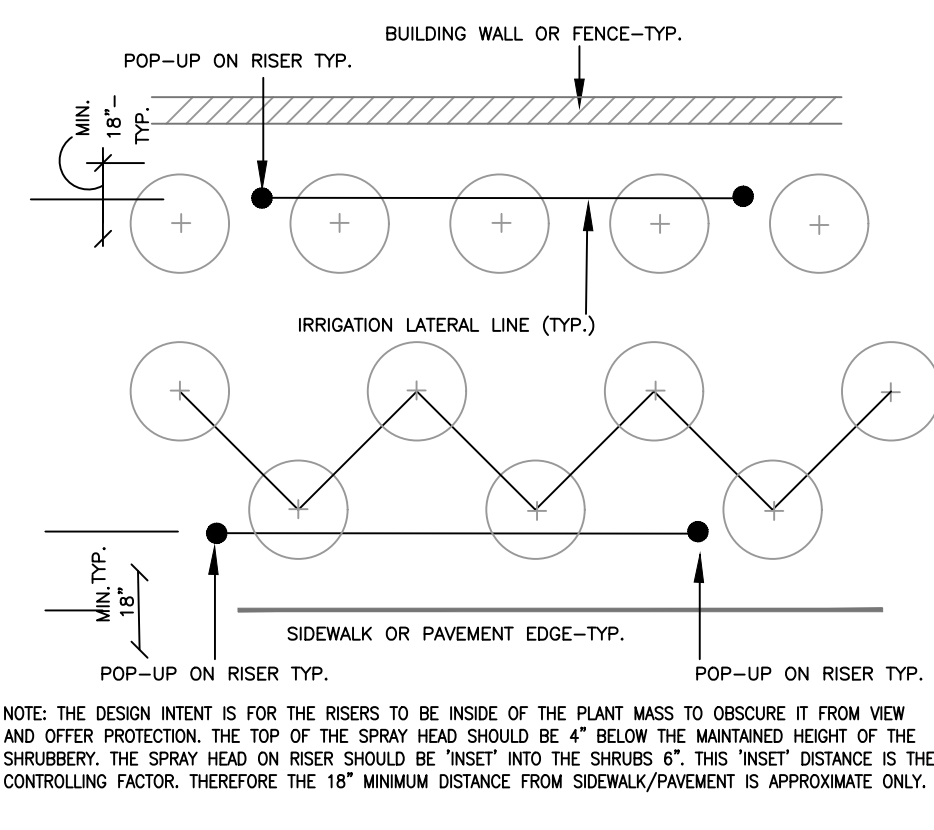 BUILDING WALL OR FENCE-TYP.
POP-UP ON RISER TYP.
MIN.
18"-
TYP.
IRRIGATION LATERAL LINE (TYP.)
MIN. TYP.
18"
SIDEWALK OR PAVEMENT EDGE-TYP.
POP-UP ON RISER TYP.
POP-UP ON RISER TYP.
NOTE: THE DESIGN INTENT IS FOR THE RISERS TO BE INSIDE OF THE PLANT MASS TO OBSCURE IT FROM VIEW
AND OFFER PROTECTION. THE TOP OF THE SPRAY HEAD SHOULD BE 4" BELOW THE MAINTAINED HEIGHT OF THE
SHRUBBERY. THE SPRAY HEAD ON RISER SHOULD BE 'INSET' INTO THE SHRUBS 6". THIS 'INSET' DISTANCE IS THE
CONTROLLING FACTOR. THEREFORE THE 18" MINIMUM DISTANCE FROM SIDEWALK/PAVEMENT IS APPROXIMATE ONLY.